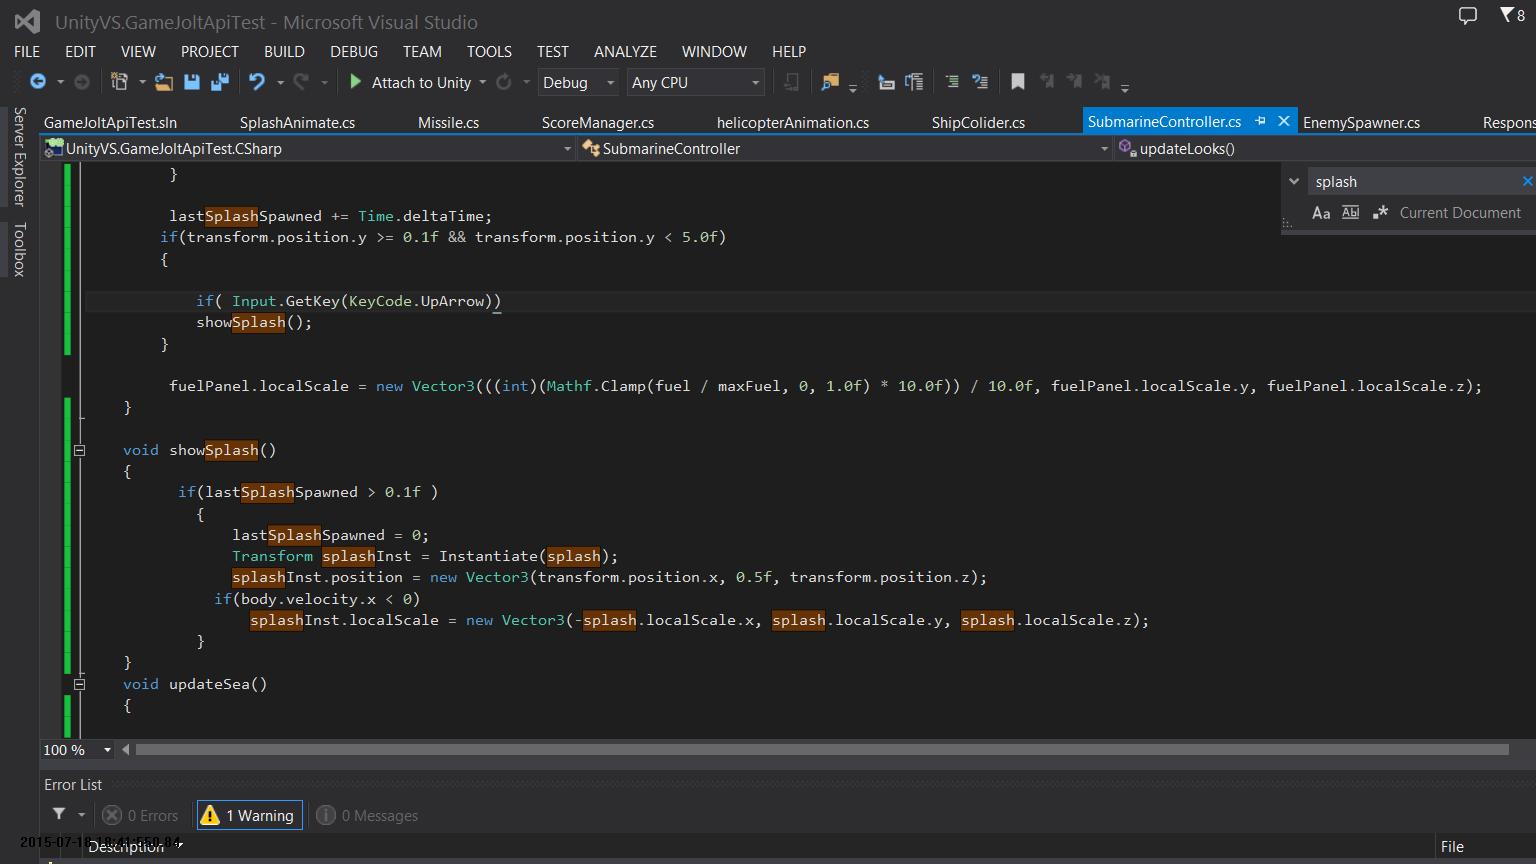 UnityVS.GameJoltApiTest - Microsoft Visual Studio
8
FILE EDIT VIEW PROJECT BUILD DEBUG TEAM TOOLS TEST ANALYZE WINDOW HELP
Attach to Unity Debug Any CPU
Server Explorer
Toolbox
GameJoltApiTest.sln SplashAnimate.cs Missile.cs ScoreManager.cs helicopterAnimation.cs ShipColider.cs SubmarineController.cs EnemySpawner.cs Respons
UnityVS.GameJoltApiTest.CSharp SubmarineController updateLooks()
splash
Aa Abl .* Current Document
}
lastSplashSpawned += Time.deltaTime;
if(transform.position.y >= 0.1f && transform.position.y < 5.0f)
{
if( Input.GetKey(KeyCode.UpArrow))
showSplash();
}
fuelPanel.localScale = new Vector3(((int)(Mathf.Clamp(fuel / maxFuel, 0, 1.0f) * 10.0f)) / 10.0f, fuelPanel.localScale.y, fuelPanel.localScale.z);
}
void showSplash()
{
if(lastSplashSpawned > 0.1f )
{
lastSplashSpawned = 0;
Transform splashInst = Instantiate(splash);
splashInst.position = new Vector3(transform.position.x, 0.5f, transform.position.z);
if(body.velocity.x < 0)
splashInst.localScale = new Vector3(-splash.localScale.x, splash.localScale.y, splash.localScale.z);
}
}
void updateSea()
{
100 %
Error List
0 Errors 1 Warning 0 Messages
Description File